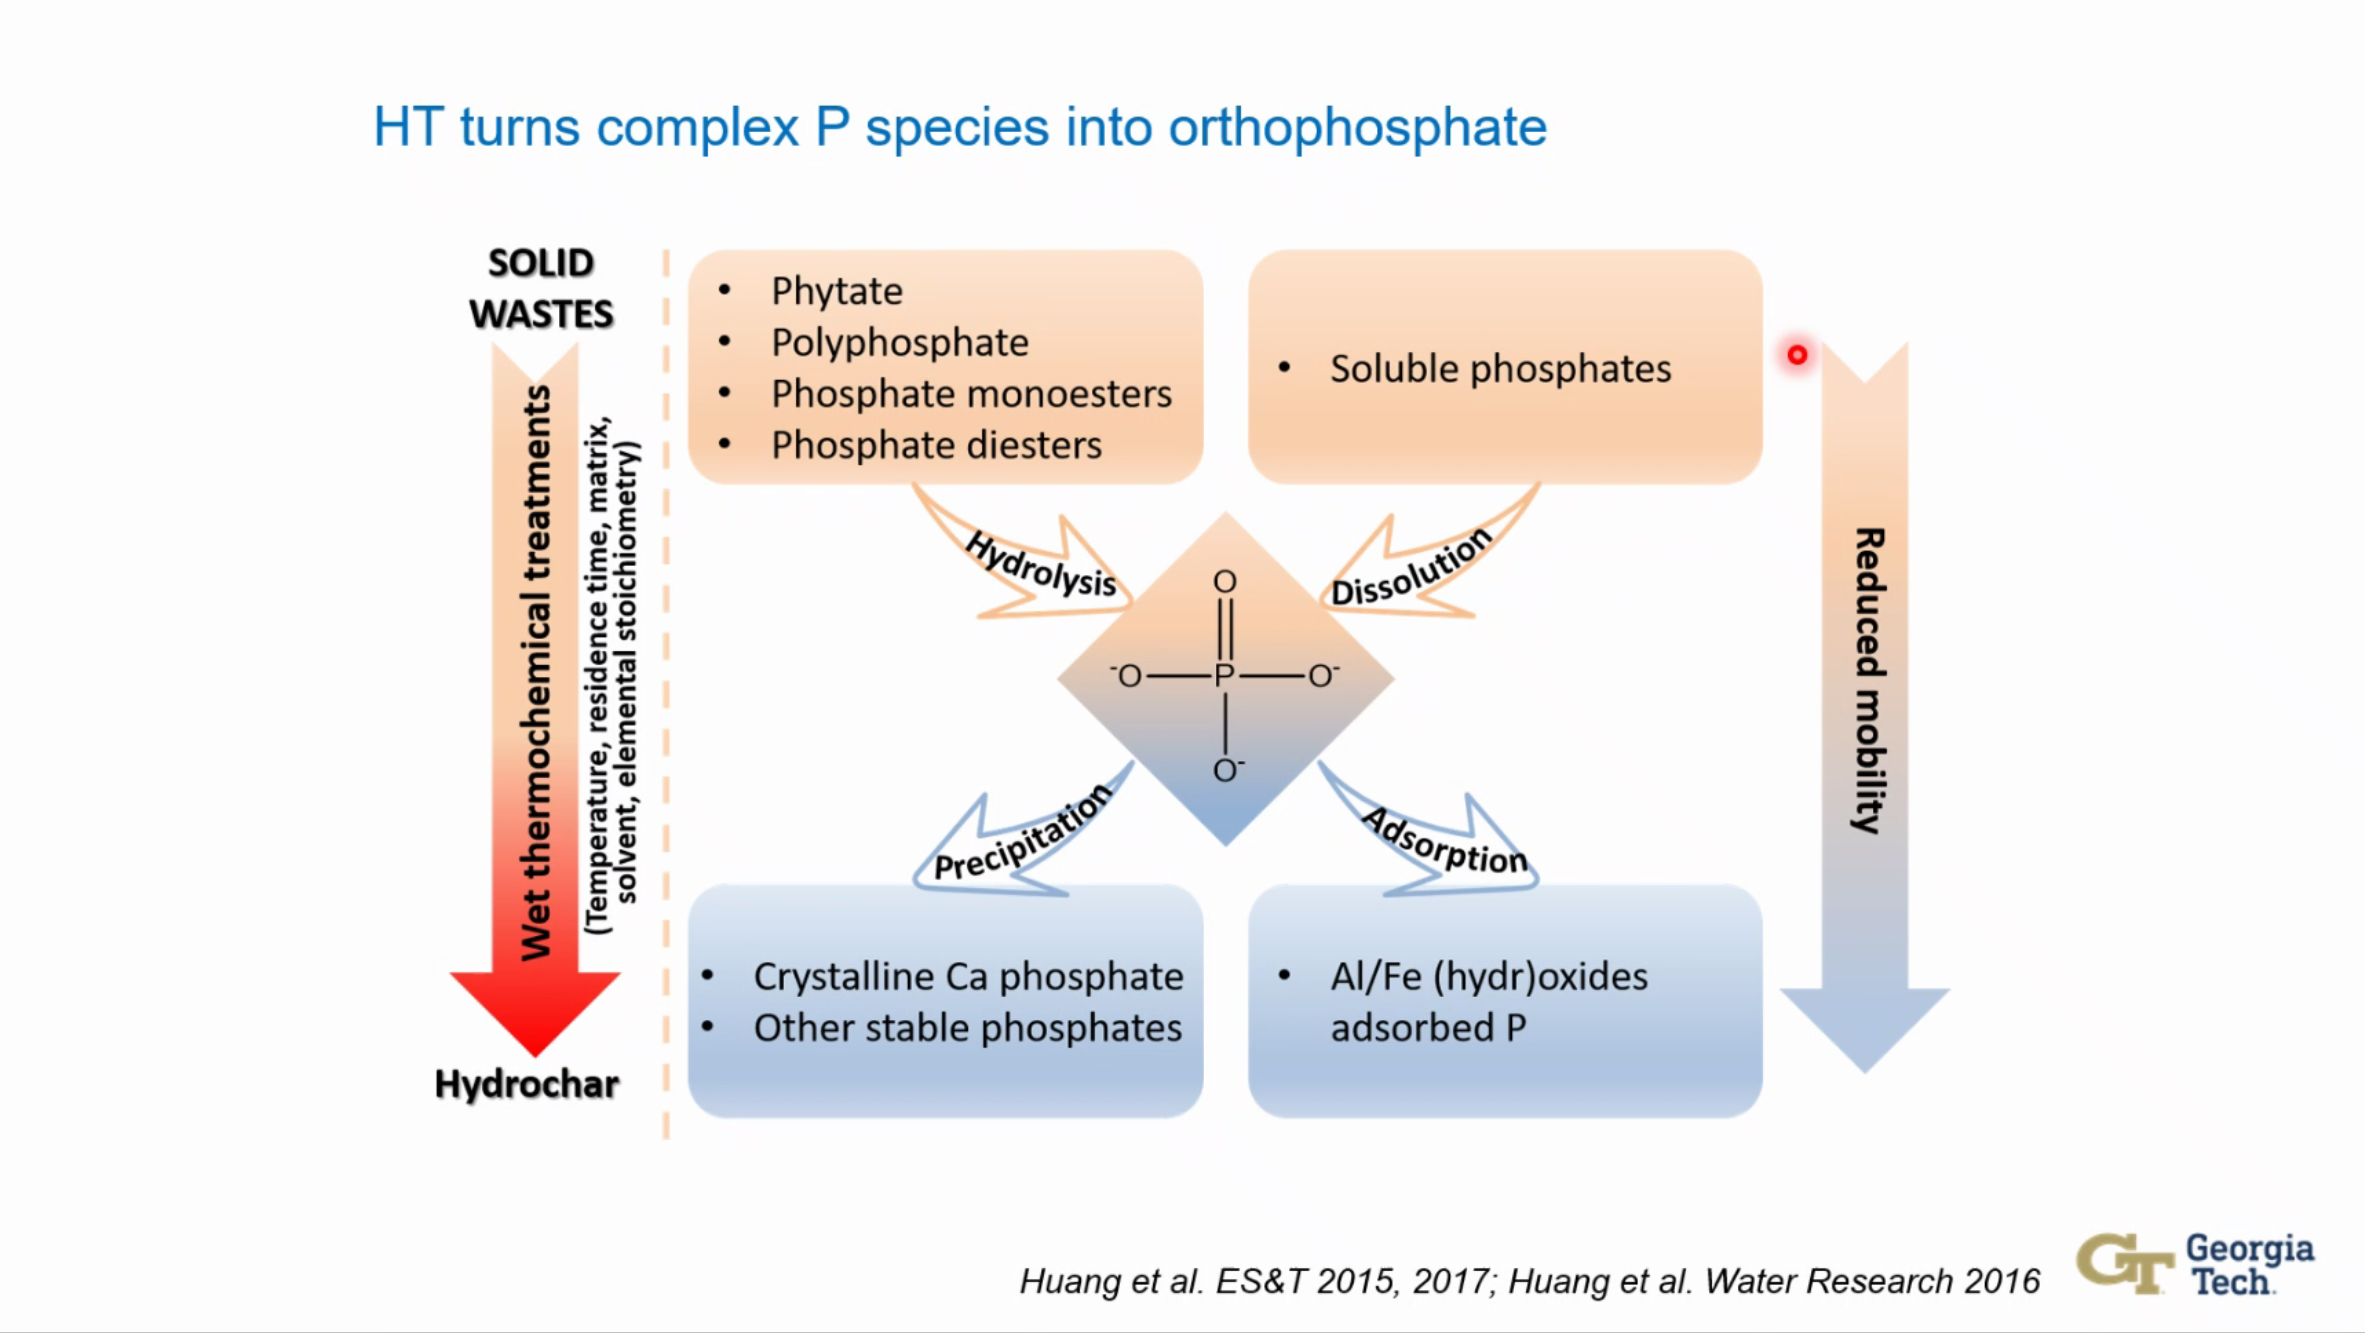 HT turns complex P species into orthophosphate
SOLID
WASTES
Wet thermochemical treatments
(Temperature, residence time, matrix,
solvent, elemental stoichiometry)
Hydrochar
• Phytate
• Polyphosphate
• Phosphate monoesters
• Phosphate diesters
• Soluble phosphates
Hydrolysis
Dissolution
O
-O P O-
O-
Precipitation
Adsorption
• Crystalline Ca phosphate
• Other stable phosphates
• Al/Fe (hydr)oxides
adsorbed P
Reduced mobility
Huang et al. ES&T 2015, 2017; Huang et al. Water Research 2016
GT
Georgia
Tech.